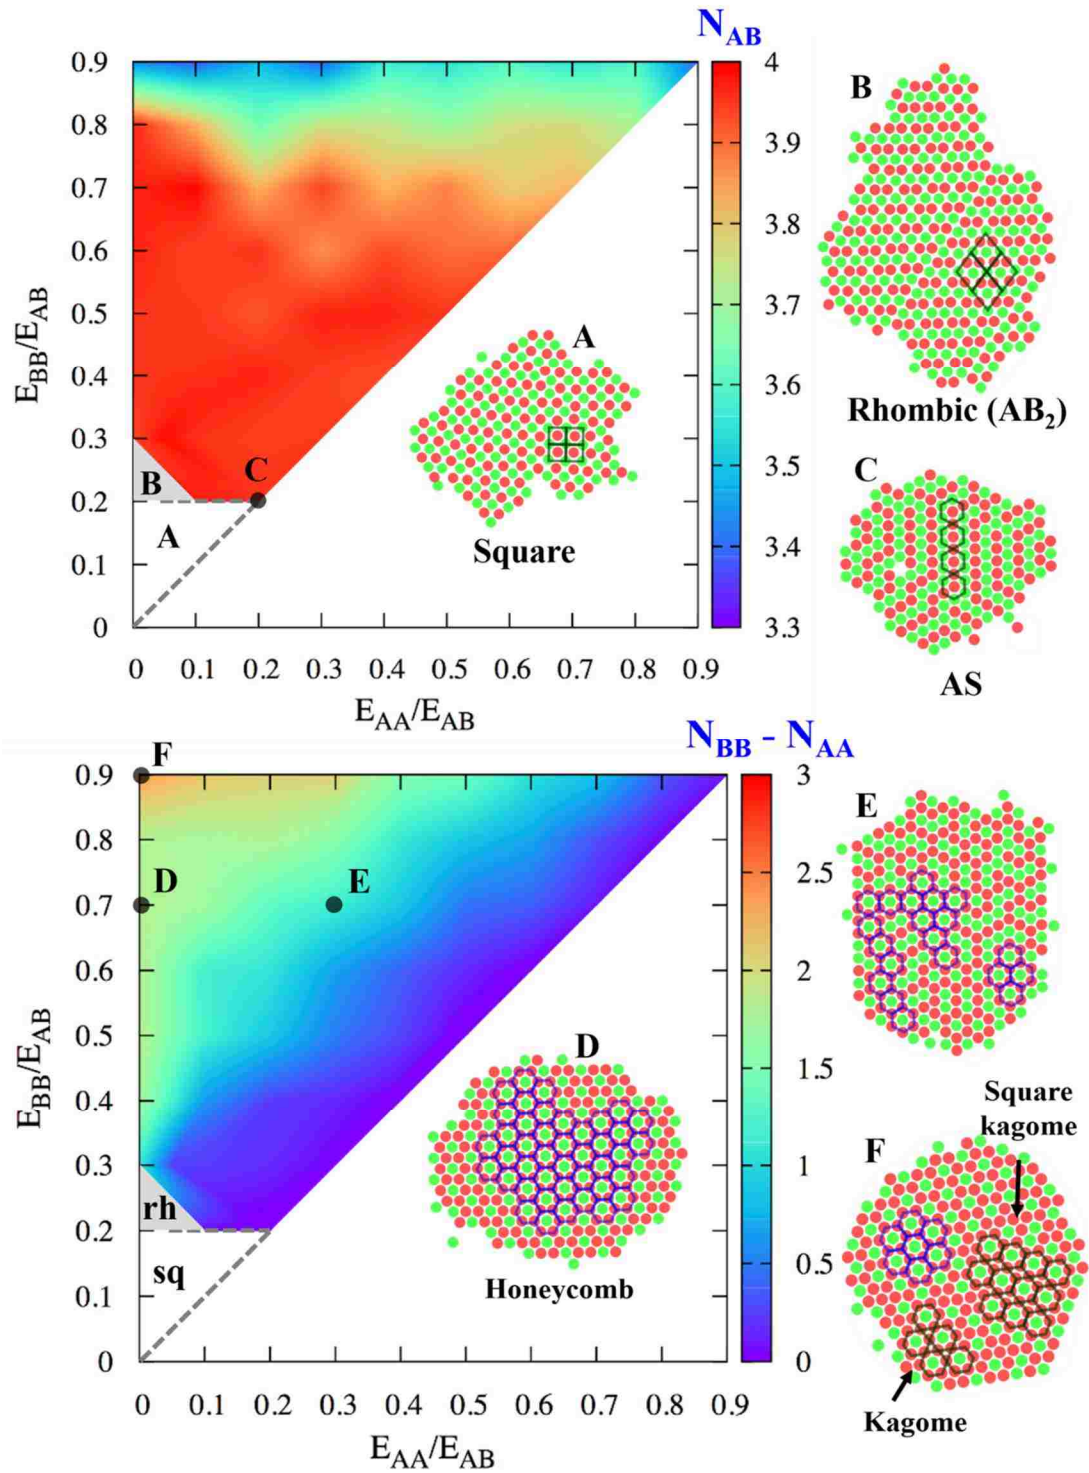 N_AB
0.9
0.8
0.7
0.6
0.5
0.4
0.3
0.2
0.1
0
E_BB/E_AB
0 0.1 0.2 0.3 0.4 0.5 0.6 0.7 0.8 0.9
E_AA/E_AB
B
C
A
A
Square
4
3.9
3.8
3.7
3.6
3.5
3.4
3.3
B
Rhombic (AB₂)
C
AS
N_BB - N_AA
F
0.9
0.8
0.7
0.6
0.5
0.4
0.3
0.2
0.1
0
E_BB/E_AB
0 0.1 0.2 0.3 0.4 0.5 0.6 0.7 0.8 0.9
E_AA/E_AB
D
E
rh
sq
D
Honeycomb
3
2.5
2
1.5
1
0.5
0
E
Square
kagome
F
Kagome